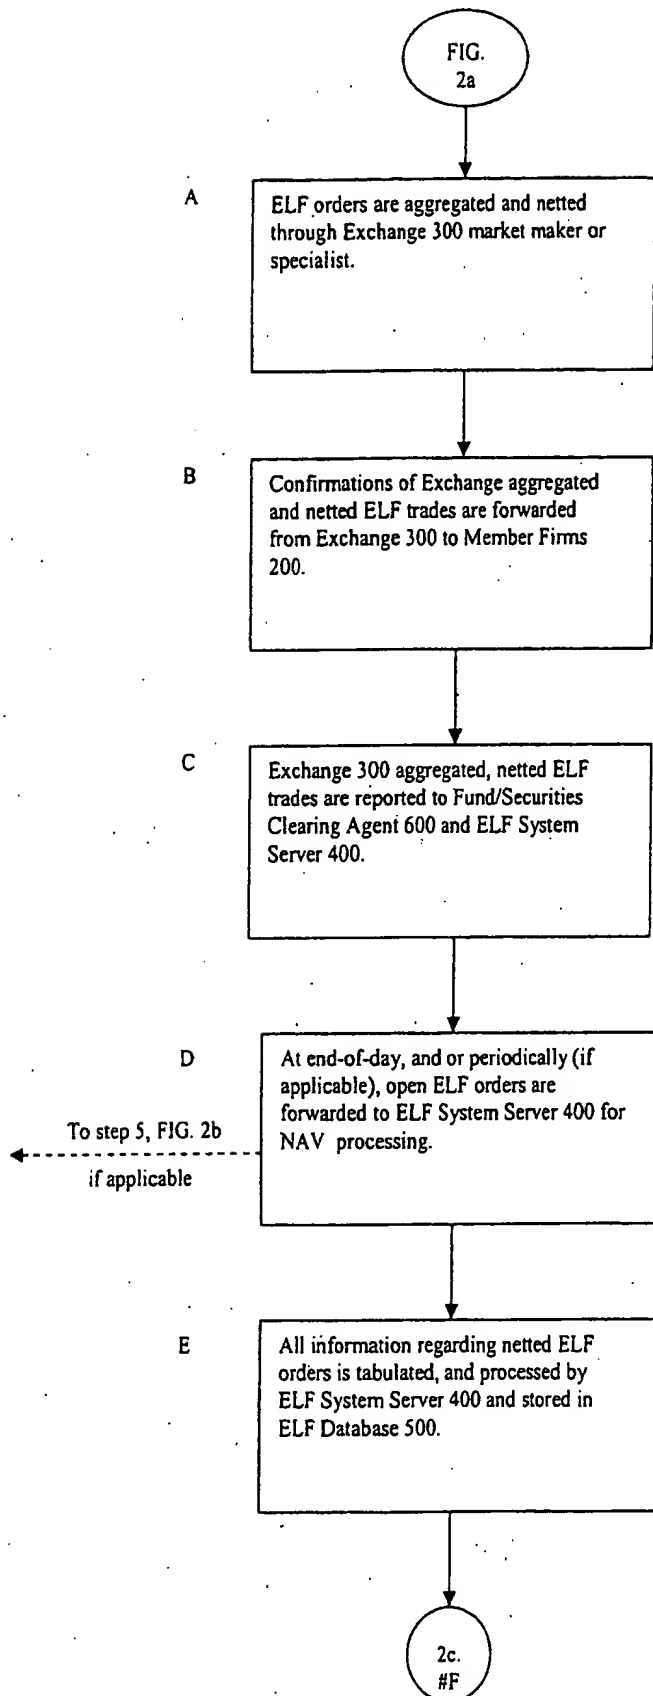 FIG.
2a
A
ELF orders are aggregated and netted
through Exchange 300 market maker or
specialist.
B
Confirmations of Exchange aggregated
and netted ELF trades are forwarded
from Exchange 300 to Member Firms
200.
C
Exchange 300 aggregated, netted ELF
trades are reported to Fund/Securities
Clearing Agent 600 and ELF System
Server 400.
D
At end-of-day, and or periodically (if
applicable), open ELF orders are
forwarded to ELF System Server 400 for
NAV processing.
To step 5, FIG. 2b
if applicable
E
All information regarding netted ELF
orders is tabulated, and processed by
ELF System Server 400 and stored in
ELF Database 500.
2c.
#F